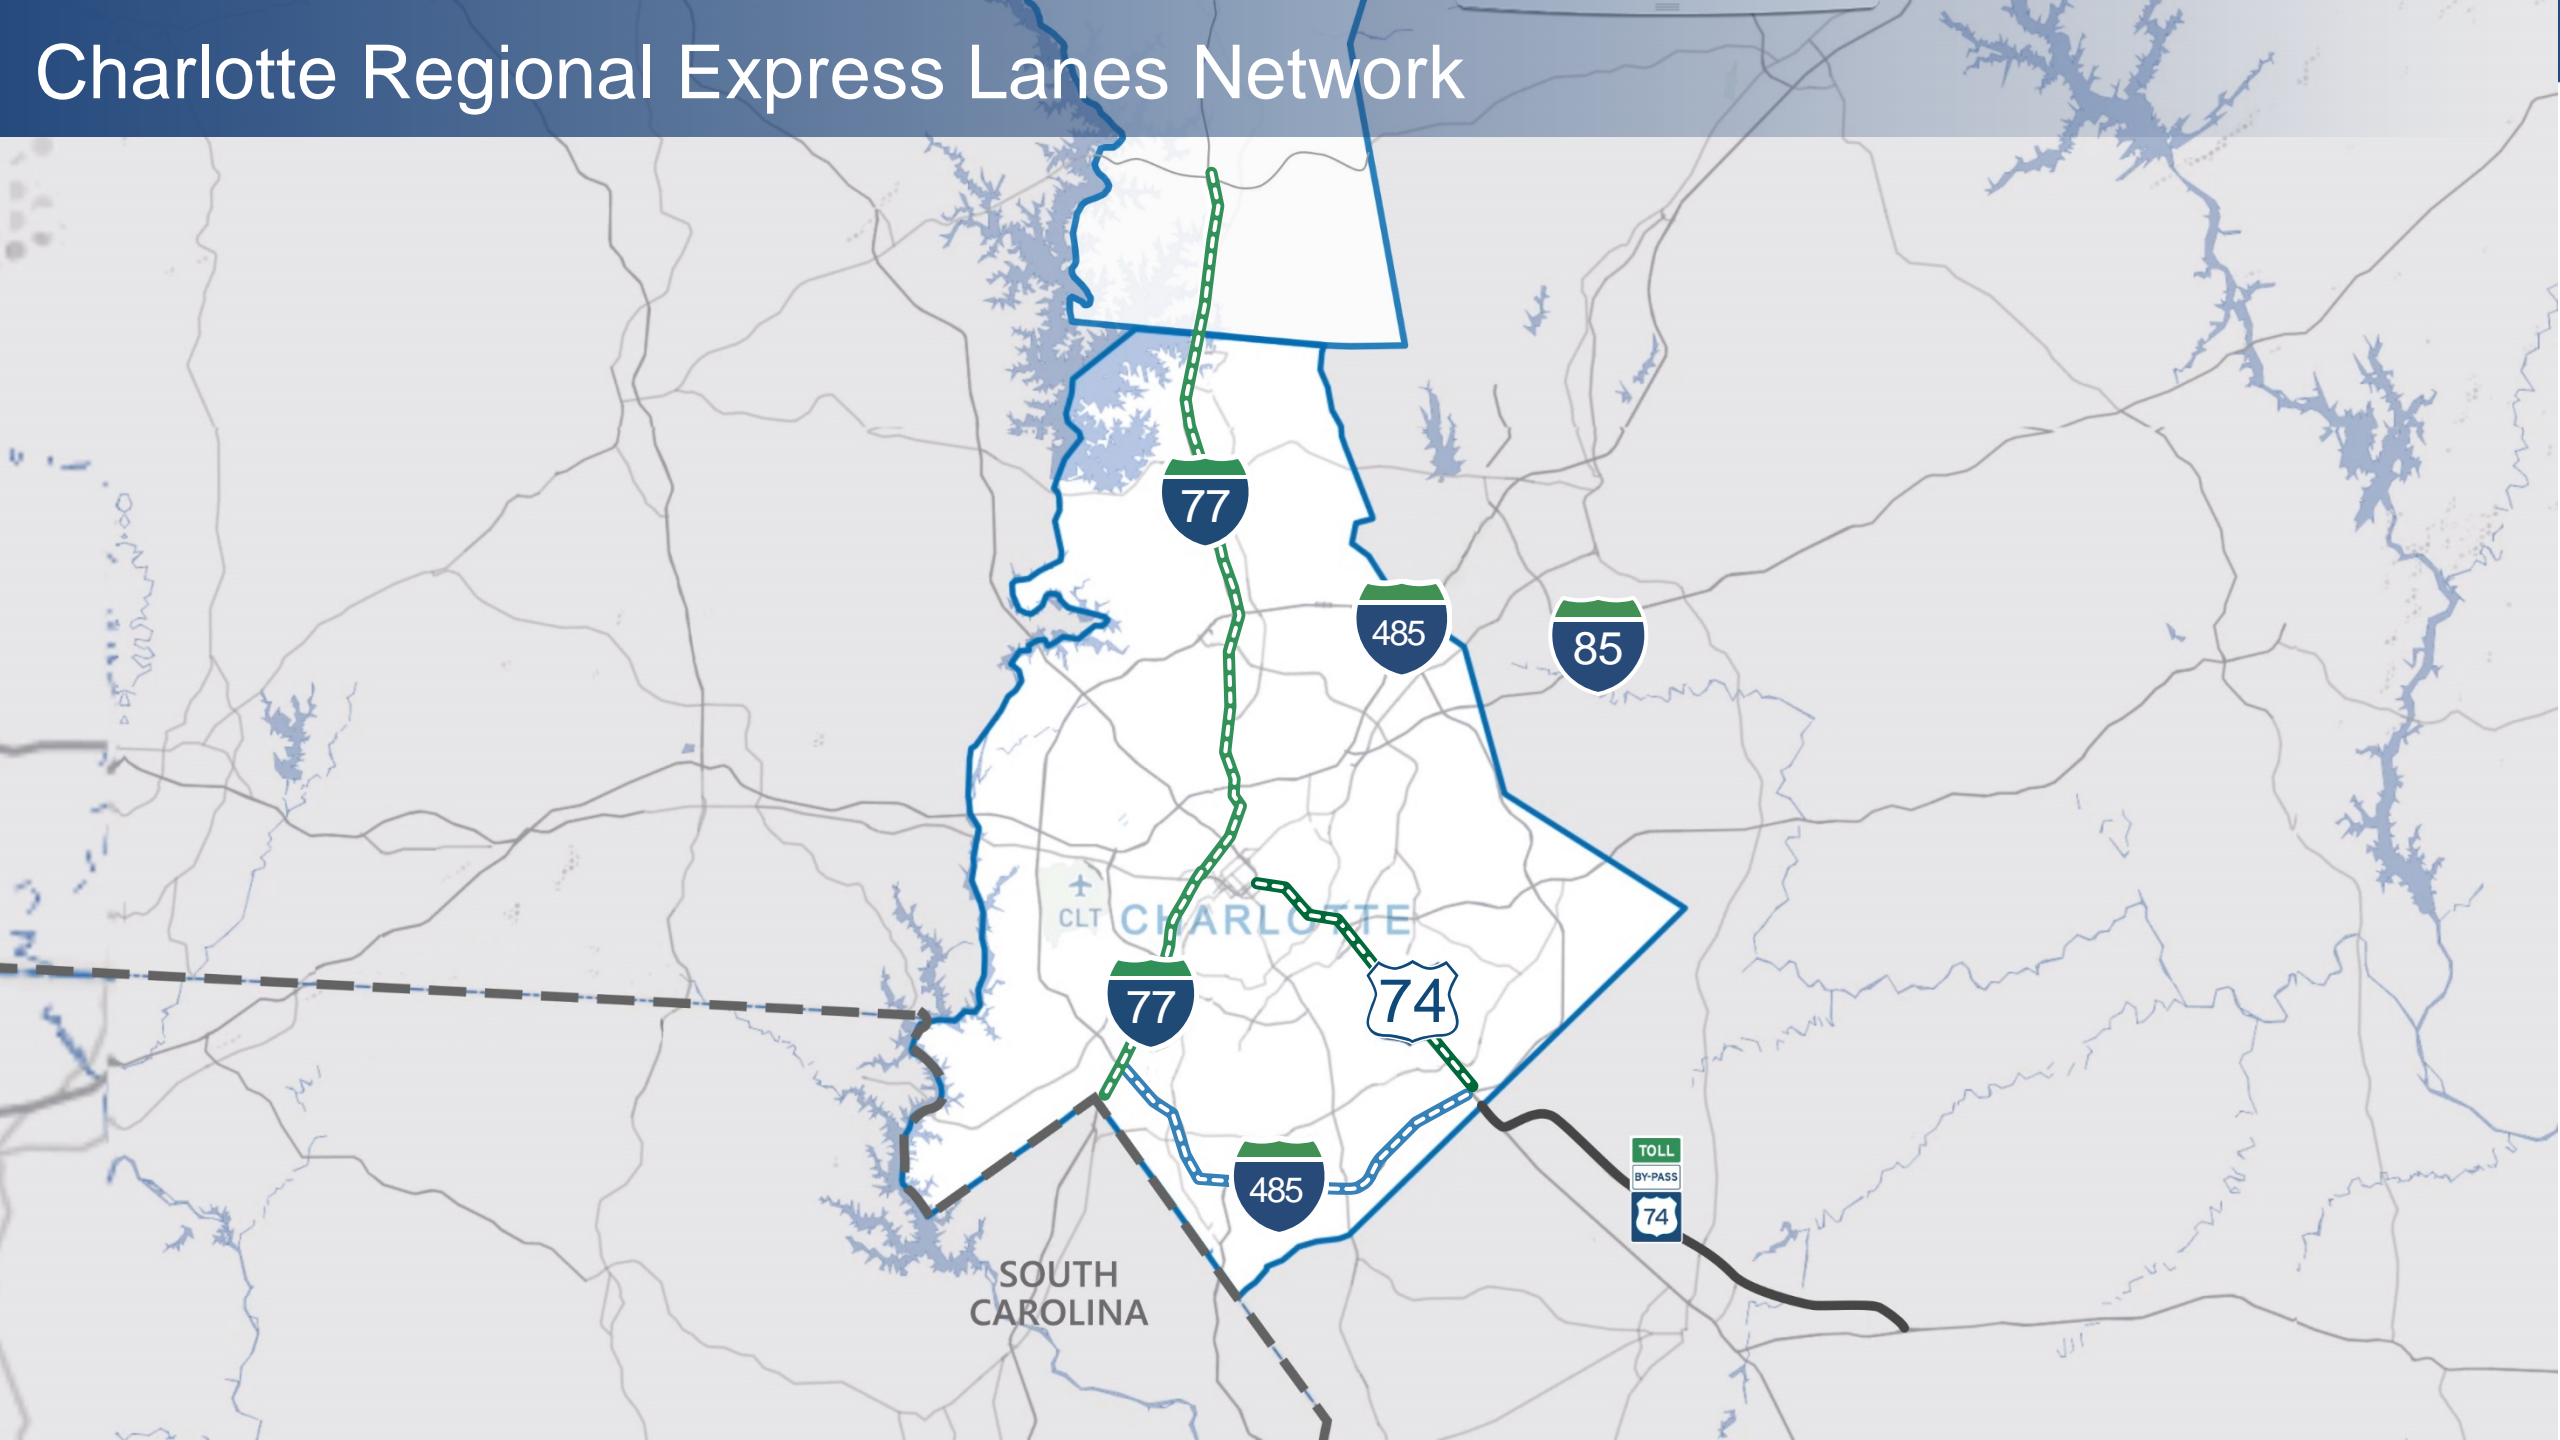 Charlotte Regional Express Lanes Network
77
485
85
CLT
CHARLOTTE
77
74
TOLL
BY-PASS
74
485
SOUTH
CAROLINA